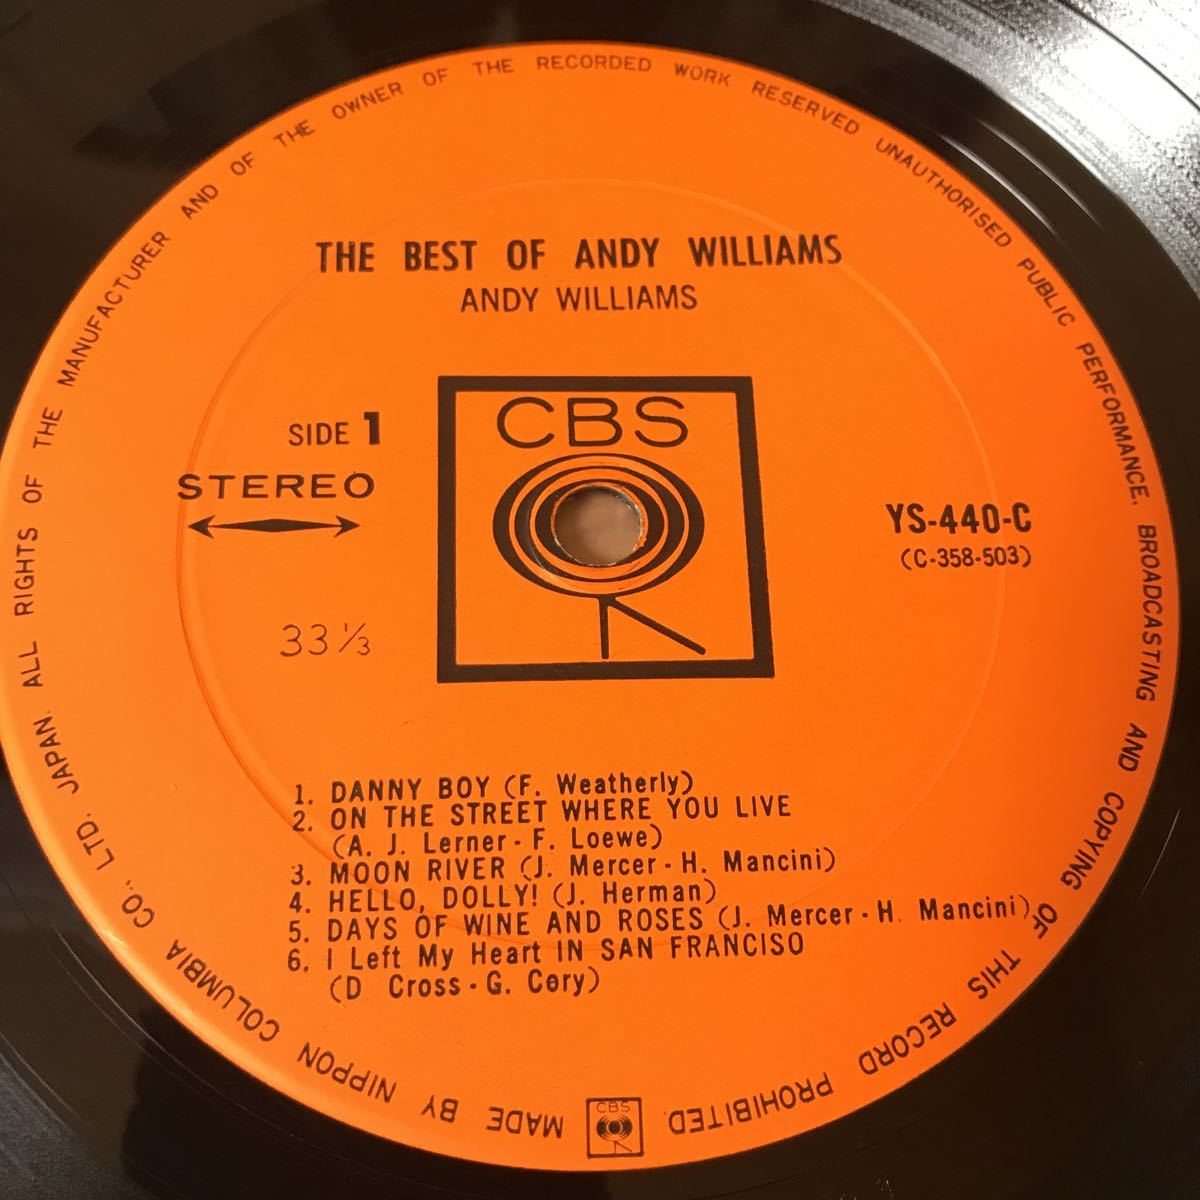 THE BEST OF ANDY WILLIAMS
ANDY WILLIAMS
CBS
SIDE 1
STEREO
33 1/3
YS-440-C
(C-358-503)
1. DANNY BOY (F. Weatherly)
2. ON THE STREET WHERE YOU LIVE
(A. J. Lerner - F. Loewe)
3. MOON RIVER (J. Mercer - H. Mancini)
4. HELLO, DOLLY! (J. Herman)
5. DAYS OF WINE AND ROSES (J. Mercer - H. Mancini)
6. I Left My Heart IN SAN FRANCISO
(D Cross - G. Cory)
MADE BY NIPPON COLUMBIA CO., LTD. JAPAN. ALL RIGHTS OF THE MANUFACTURER AND OF THE OWNER OF THE RECORDED WORK RESERVED UNAUTHORISED PUBLIC PERFORMANCE, BROADCASTING AND COPYING OF THIS RECORD PROHIBITED.
CBS